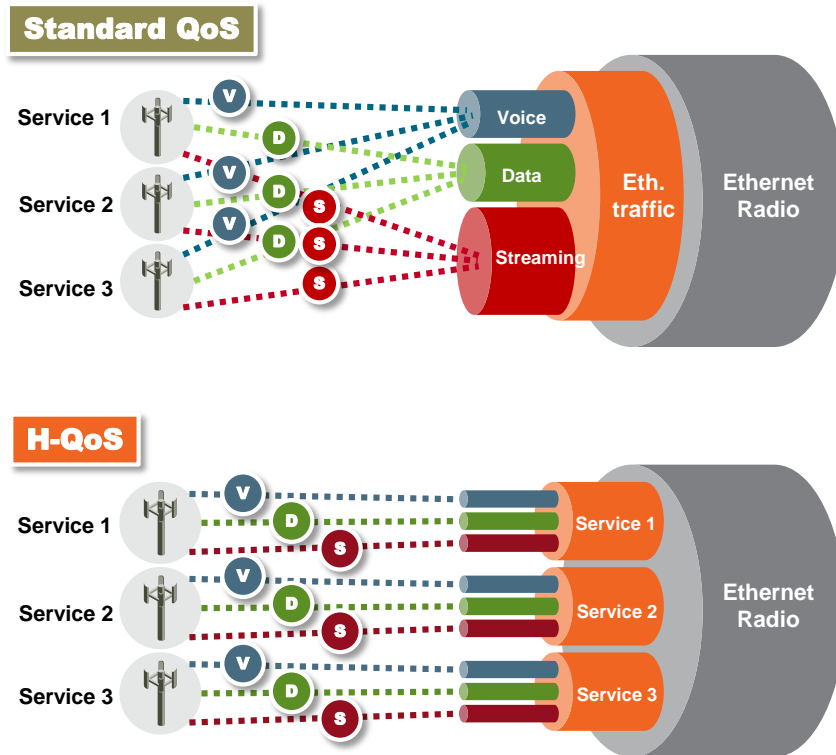 Standard QoS
Service 1
V
Voice
D
Data
Service 2
V
D
S
Eth.
traffic
Ethernet
Radio
V
D
S
Streaming
Service 3
S
H-QoS
V
Service 1
D
Service 1
S
V
Service 2
D
Service 2
Ethernet
Radio
S
V
Service 3
D
Service 3
S